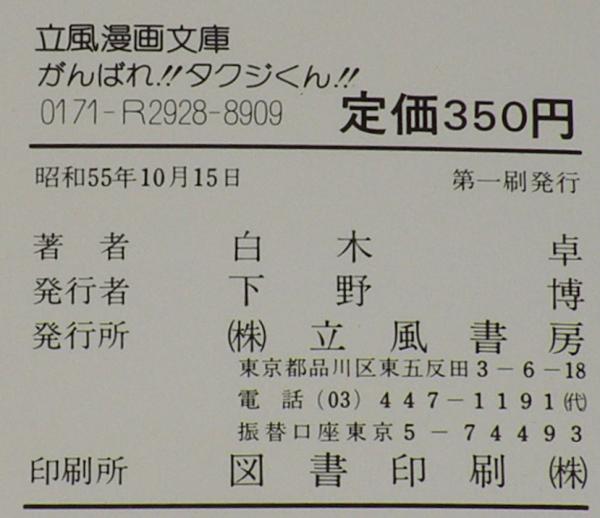 立風漫画文庫
がんばれ!!タクジくん!!
0171-R2928-8909 定価350円
昭和55年10月15日 第一刷発行
著者 白木 卓
発行者 下野 博
発行所 ㈱立風書房
東京都品川区東五反田3-6-18
電話(03)447-1191㈹
振替口座東京5-74493
印刷所 図書印刷㈱